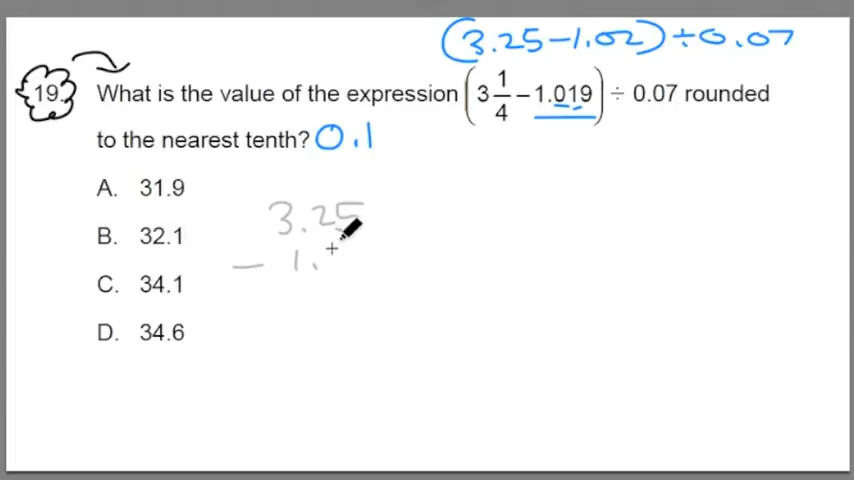 (3.25-1.02)÷0.07
19. What is the value of the expression (3 1/4 - 1.019) ÷ 0.07 rounded
to the nearest tenth? 0.1
A. 31.9
B. 32.1
C. 34.1
D. 34.6
3.25
- 1.